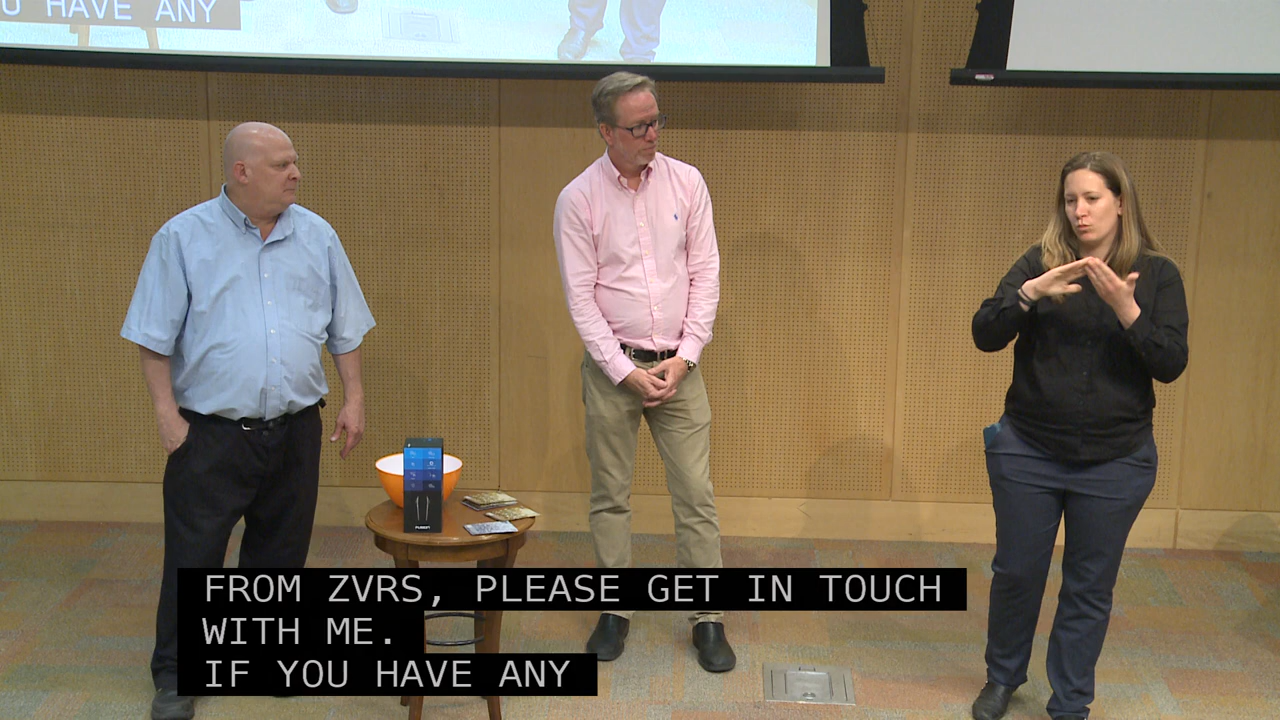 U HAVE ANY
FROM ZVRS, PLEASE GET IN TOUCH
WITH ME.
IF YOU HAVE ANY